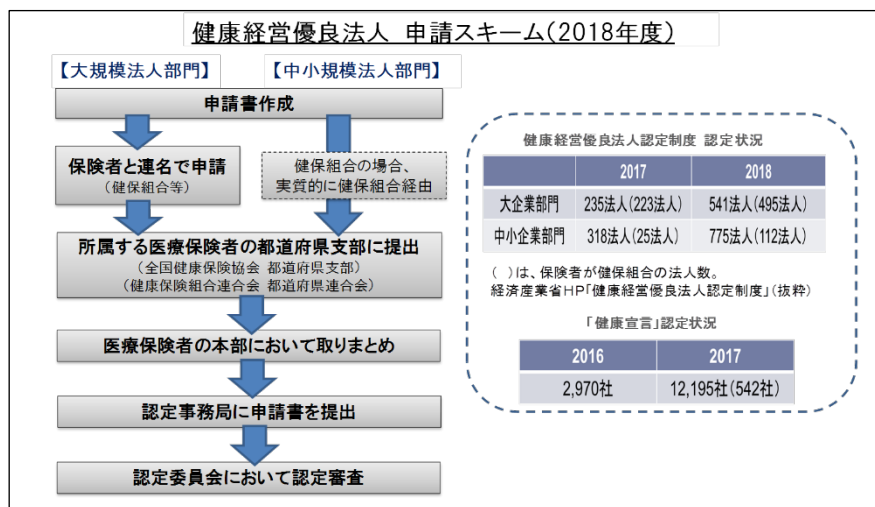 健康経営優良法人 申請スキーム(2018年度)
【大規模法人部門】 【中小規模法人部門】
申請書作成
保険者と連名で申請
(健保組合等)
健保組合の場合、
実質的に健保組合経由
所属する医療保険者の都道府県支部に提出
(全国健康保険協会 都道府県支部)
(健康保険組合連合会 都道府県連合会)
医療保険者の本部において取りまとめ
認定事務局に申請書を提出
認定委員会において認定審査
健康経営優良法人認定制度 認定状況
2017 2018
大企業部門 235法人(223法人) 541法人(495法人)
中小企業部門 318法人(25法人) 775法人(112法人)
( )は、保険者が健保組合の法人数。
経済産業省HP「健康経営優良法人認定制度」(抜粋)
「健康宣言」認定状況
2016 2017
2,970社 12,195社(542社)